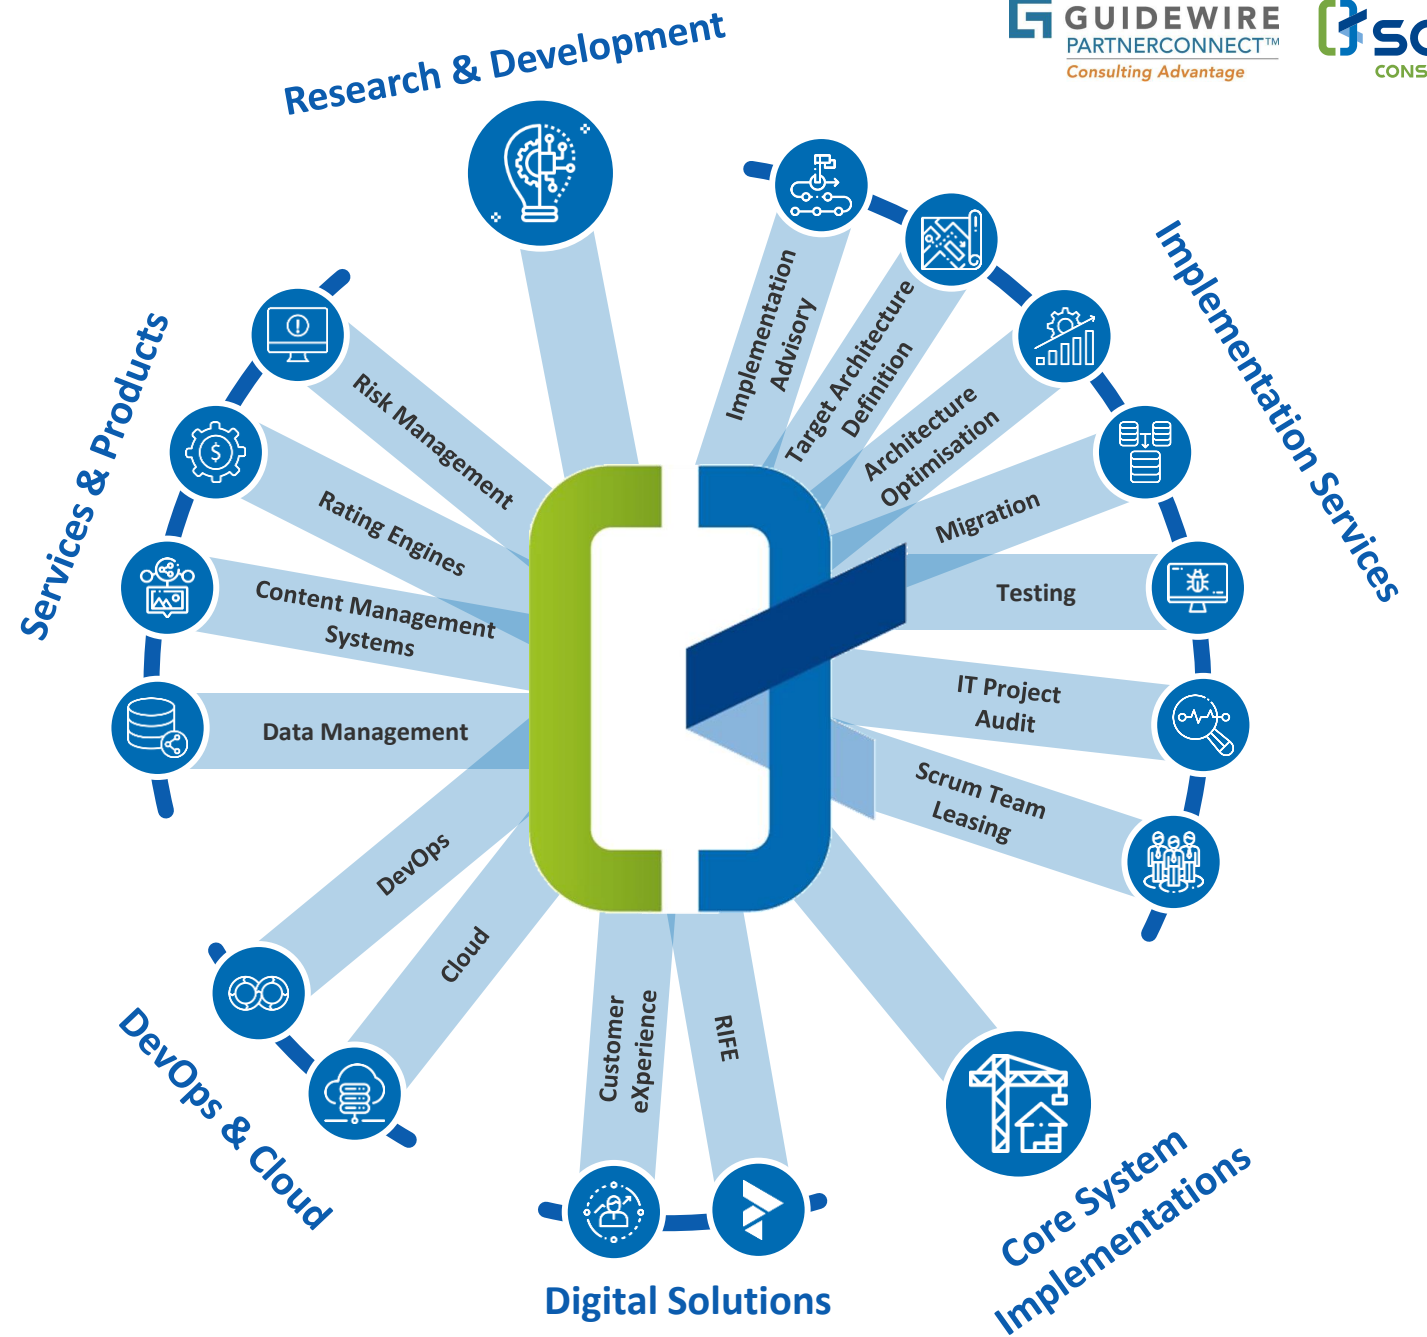 GUIDEWIRE
PARTNERCONNECT™
Consulting Advantage
Research & Development
Implementation
Advisory
Target Architecture
Definition
Architecture
Optimisation
Migration
Testing
IT Project
Audit
Scrum Team
Leasing
Implementation Services
Services & Products
Risk Management
Rating Engines
Content Management
Systems
Data Management
DevOps
Cloud
DevOps & Cloud
Customer
eXperience
RIFE
Digital Solutions
Core System
Implementations